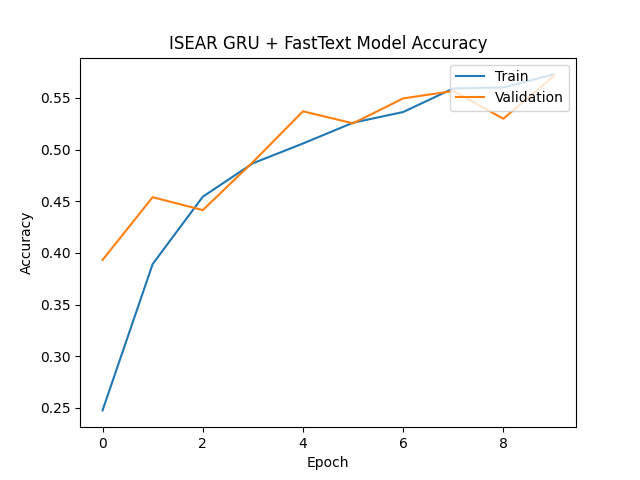 ISEAR GRU + FastText Model Accuracy
Train
Validation
0.55
0.50
0.45
0.40
0.35
0.30
0.25
Accuracy
0 2 4 6 8
Epoch